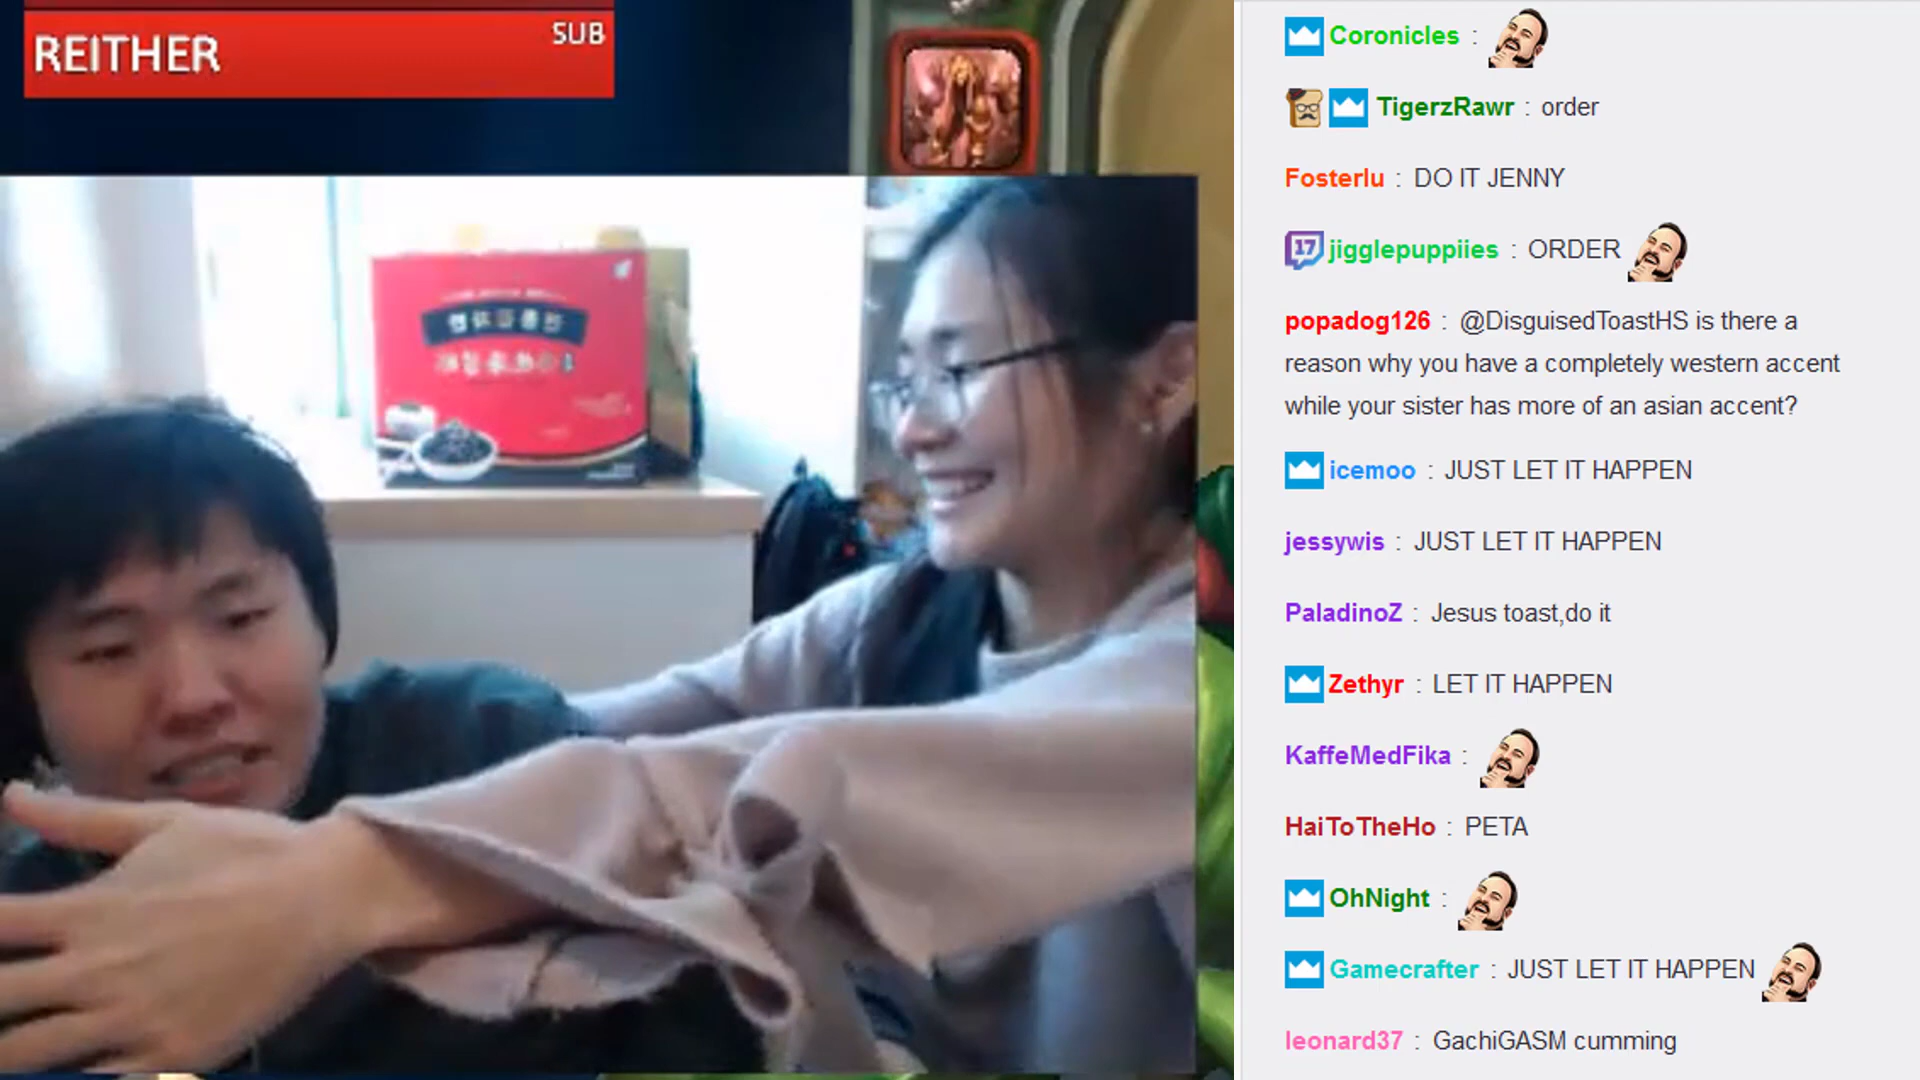 REITHER
SUB
Coronicles :
TigerzRawr : order
Fosterlu : DO IT JENNY
17 jigglepuppiies : ORDER
popadog126 : @DisguisedToastHS is there a
reason why you have a completely western accent
while your sister has more of an asian accent?
icemoo : JUST LET IT HAPPEN
jessywis : JUST LET IT HAPPEN
PaladinoZ : Jesus toast,do it
Zethyr : LET IT HAPPEN
KaffeMedFika :
HaiToTheHo : PETA
OhNight :
Gamecrafter : JUST LET IT HAPPEN
leonard37 : GachiGASM cumming